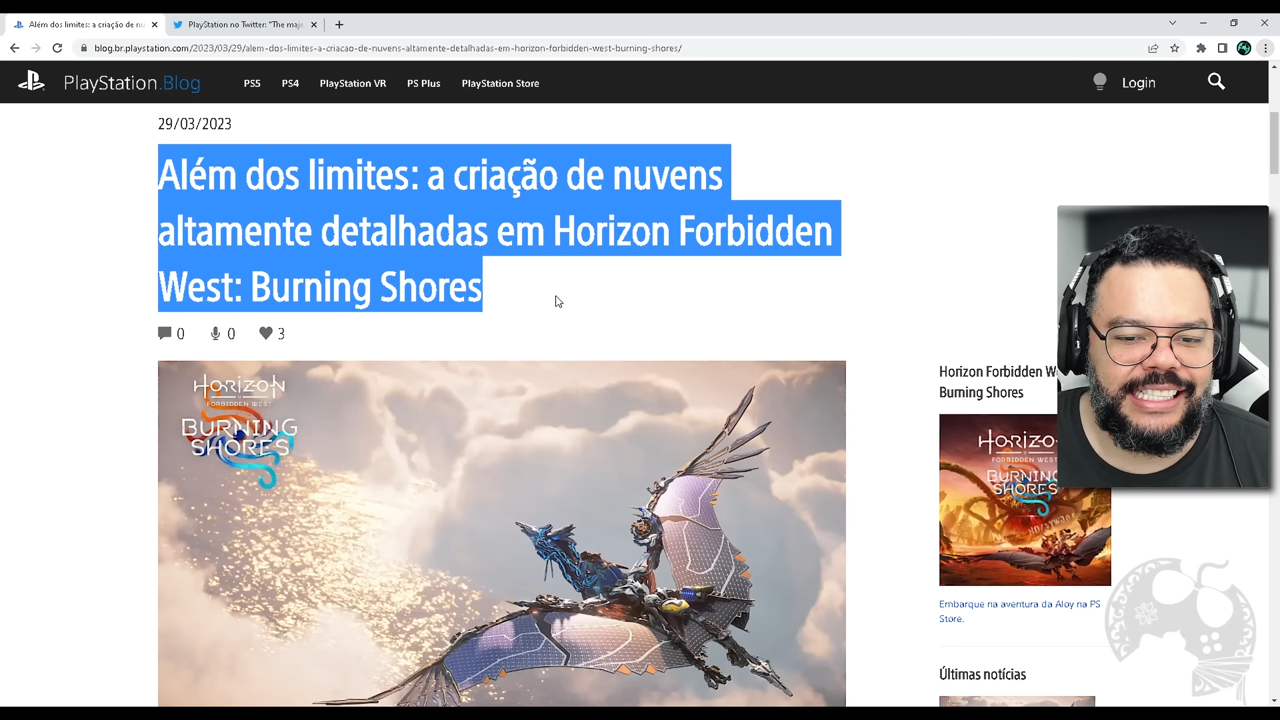 Além dos limites: a criação de nu
PlayStation no Twitter: "The maje
blog.br.playstation.com/2023/03/29/alem-dos-limites-a-criacao-de-nuvens-altamente-detalhadas-em-horizon-forbidden-west-burning-shores/
PlayStation.Blog
PS5
PS4
PlayStation VR
PS Plus
PlayStation Store
Login
29/03/2023
Além dos limites: a criação de nuvens
altamente detalhadas em Horizon Forbidden
West: Burning Shores
0
0
3
HORIZON
FORBIDDEN WEST
BURNING
SHORES
Horizon Forbidden W
Burning Shores
HORIZO
FORBIDDEN WEST
BURNING
SHORES
Embarque na aventura da Aloy na PS
Store.
Últimas notícias